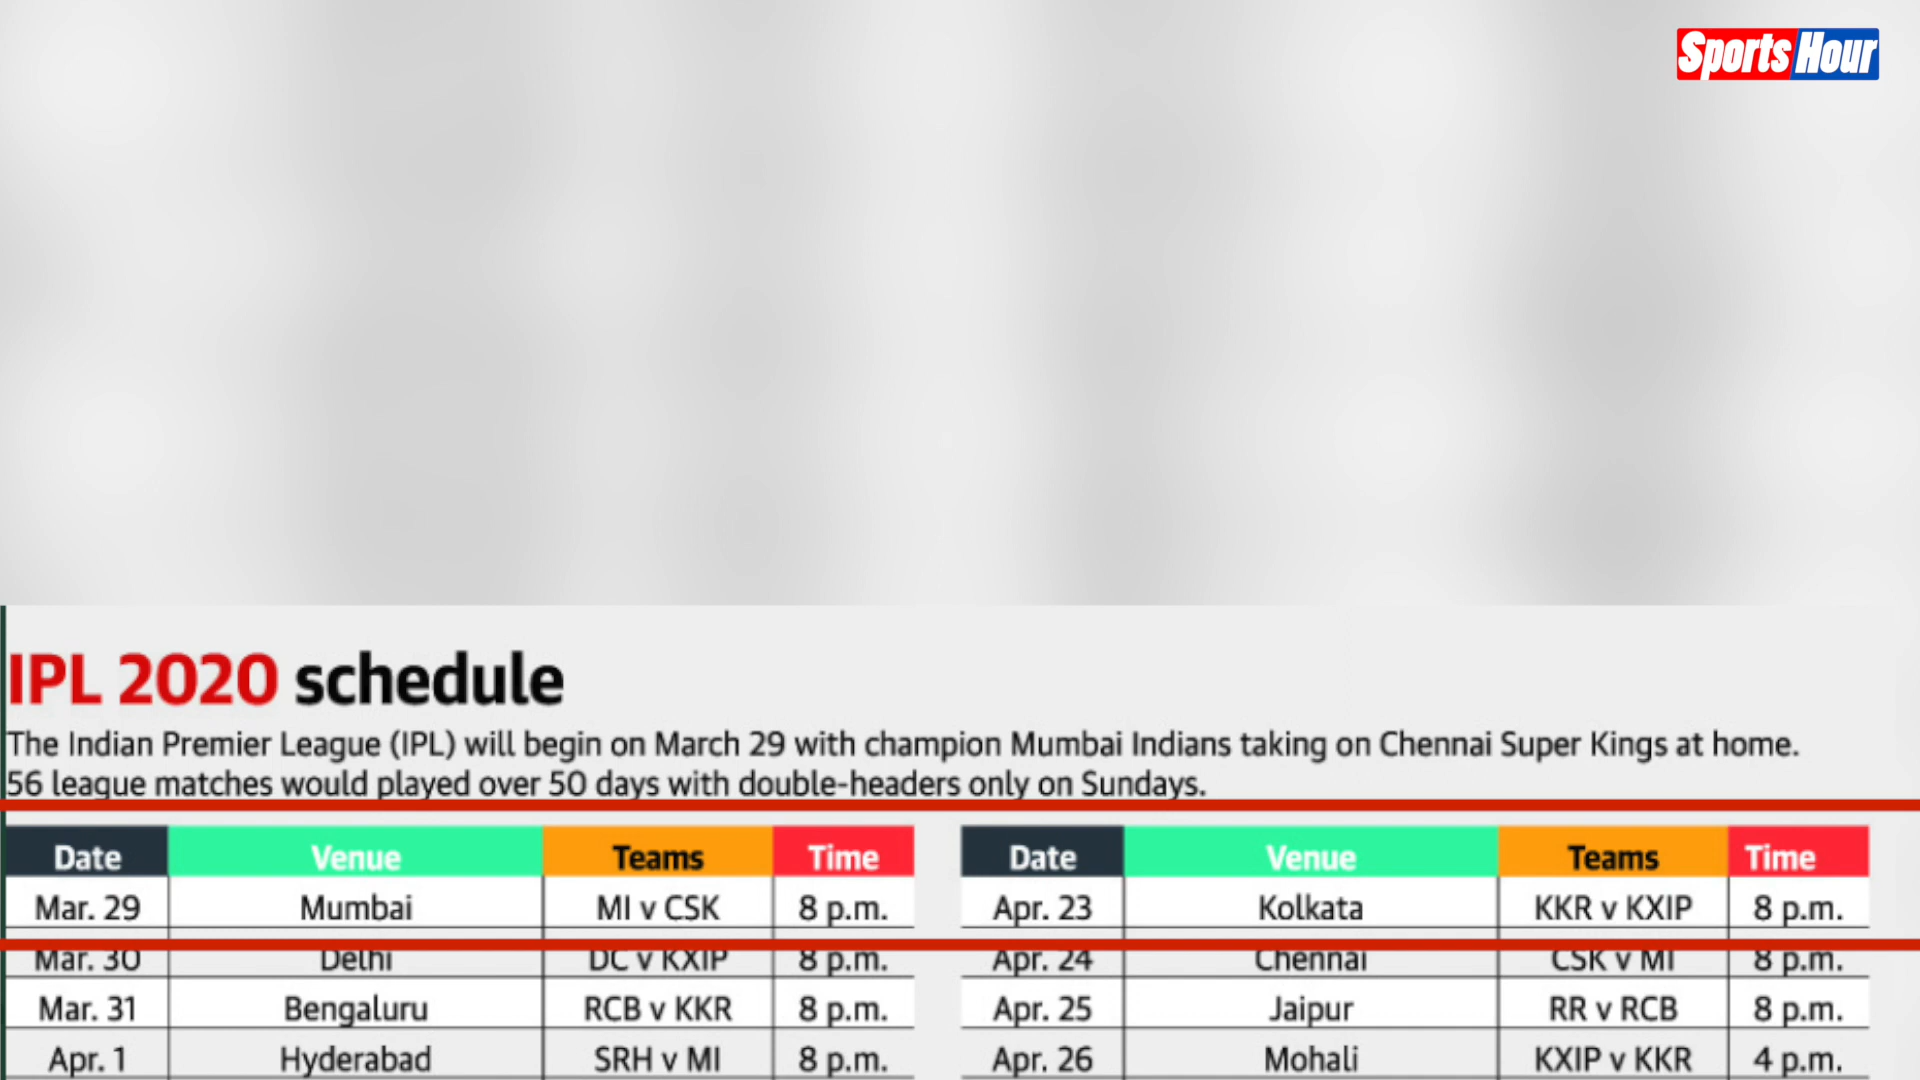 Sports Hour
IPL 2020 schedule
The Indian Premier League (IPL) will begin on March 29 with champion Mumbai Indians taking on Chennai Super Kings at home.
56 league matches would played over 50 days with double-headers only on Sundays.
Date Venue Teams Time Date Venue Teams Time
Mar. 29 Mumbai MI v CSK 8 p.m. Apr. 23 Kolkata KKR v KXIP 8 p.m.
Mar. 30 Delhi DC v KXIP 8 p.m. Apr. 24 Chennai CSK v MI 8 p.m.
Mar. 31 Bengaluru RCB v KKR 8 p.m. Apr. 25 Jaipur RR v RCB 8 p.m.
Apr. 1 Hyderabad SRH v MI 8 p.m. Apr. 26 Mohali KXIP v KKR 4 p.m.